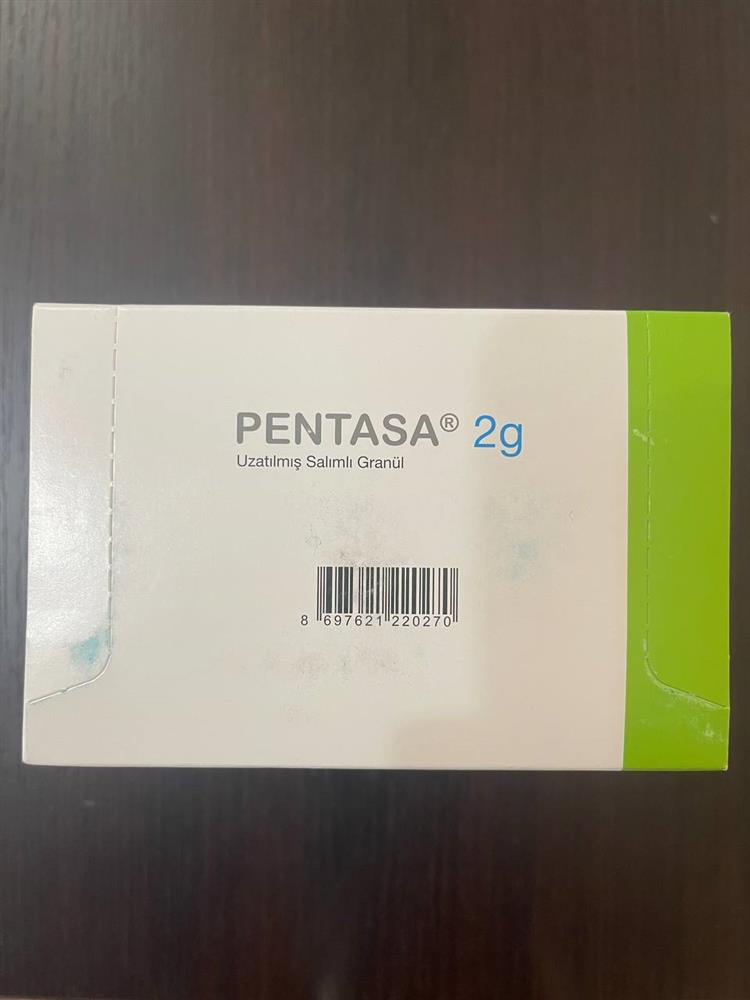 PENTASA® 2g
Uzatılmış Salımlı Granül
8 697621 220270